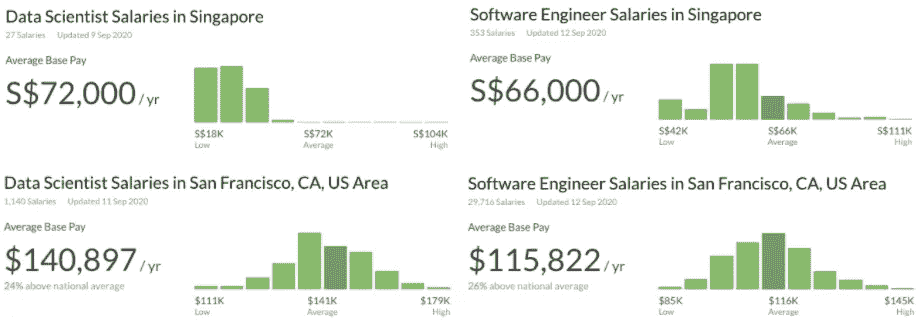 Data Scientist Salaries in Singapore
27 Salaries Updated 9 Sep 2020
Average Base Pay
S$72,000 / yr
S$18K S$72K S$104K
Low Average High
Software Engineer Salaries in Singapore
353 Salaries Updated 12 Sep 2020
Average Base Pay
S$66,000 / yr
S$42K S$66K S$111K
Low Average High
Data Scientist Salaries in San Francisco, CA, US Area
1,140 Salaries Updated 11 Sep 2020
Average Base Pay
$140,897 / yr
24% above national average
$111K $141K $179K
Low Average High
Software Engineer Salaries in San Francisco, CA, US Area
29,716 Salaries Updated 12 Sep 2020
Average Base Pay
$115,822 / yr
26% above national average
$85K $116K $145K
Low Average High